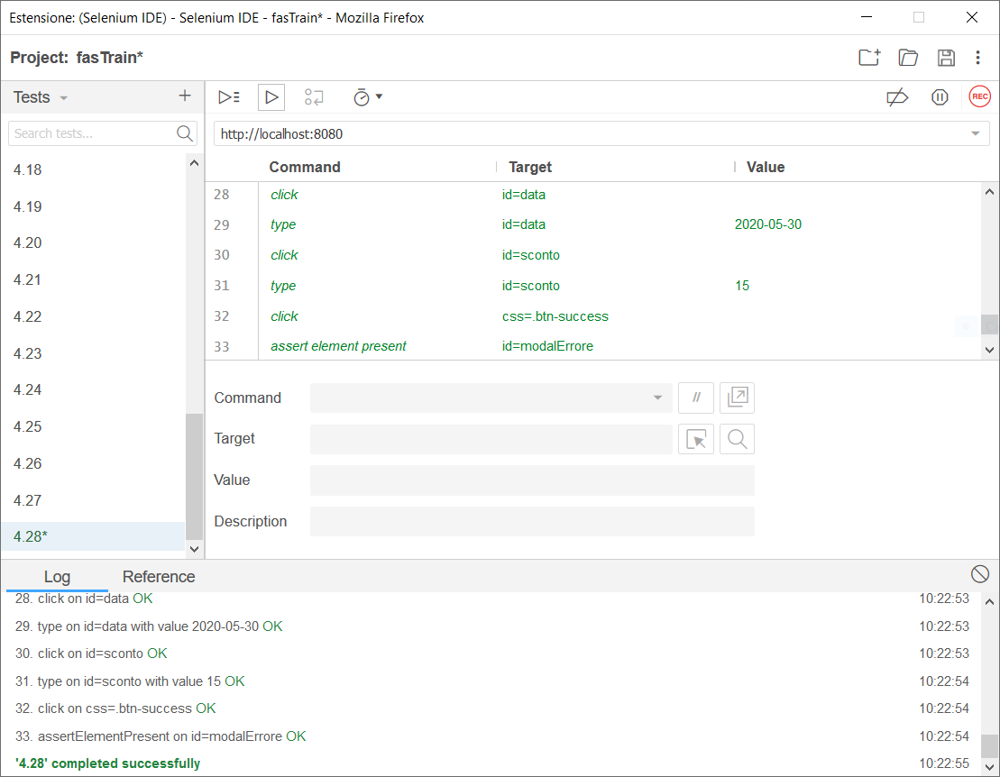 Estensione: (Selenium IDE) - Selenium IDE - fasTrain* - Mozilla Firefox
Project: fasTrain*
Tests
Search tests...
4.18
4.19
4.20
4.21
4.22
4.23
4.24
4.25
4.26
4.27
4.28*
REC
http://localhost:8080
Command Target Value
28 click id=data
29 type id=data 2020-05-30
30 click id=sconto
31 type id=sconto 15
32 click css=.btn-success
33 assert element present id=modalErrore
Command //
Target
Value
Description
Log Reference
28. click on id=data OK 10:22:53
29. type on id=data with value 2020-05-30 OK 10:22:53
30. click on id=sconto OK 10:22:53
31. type on id=sconto with value 15 OK 10:22:54
32. click on css=.btn-success OK 10:22:54
33. assertElementPresent on id=modalErrore OK 10:22:54
'4.28' completed successfully 10:22:55